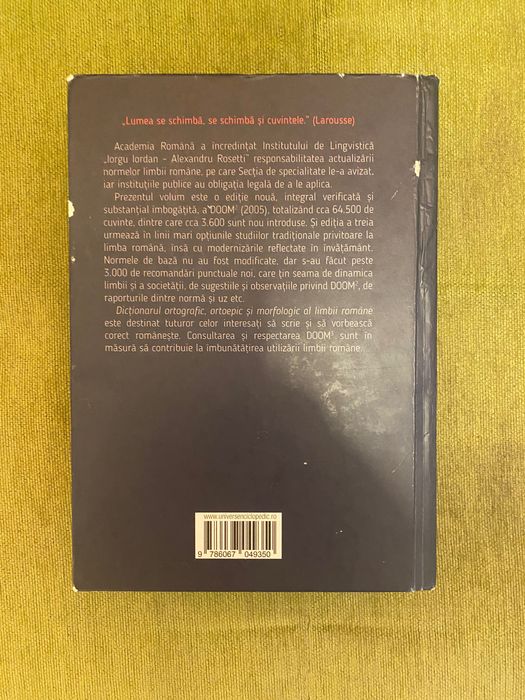 „Lumea se schimbă, se schimbă și cuvintele.” (Larousse)
Academia Română a încredințat Institutului de Lingvistică
„Iorgu Iordan - Alexandru Rosetti” responsabilitatea actualizării
normelor limbii române, pe care Secția de specialitate le-a avizat,
iar instituțiile publice au obligația legală de a le aplica.
Prezentul volum este o ediție nouă, integral verificată și
substanțial îmbogățită, a DOOM² (2005), totalizând cca 64.500 de
cuvinte, dintre care cca 3.600 sunt nou introduse. Și ediția a treia
urmează în linii mari opțiunile studiilor tradiționale privitoare la
limba română, însă cu modernizările reflectate în învățământ.
Normele de bază nu au fost modificate, dar s-au făcut peste
3.000 de recomandări punctuale noi, care țin seama de dinamica
limbii și a societății, de sugestiile și observațiile privind DOOM²,
de raporturile dintre normă și uz etc.
Dicționarul ortografic, ortoepic și morfologic al limbii române
este destinat tuturor celor interesați să scrie și să vorbească
corect românește. Consultarea și respectarea DOOM³ sunt în
măsură să contribuie la îmbunătățirea utilizării limbii române.
www.universenciclopedic.ro
9 786067 049350